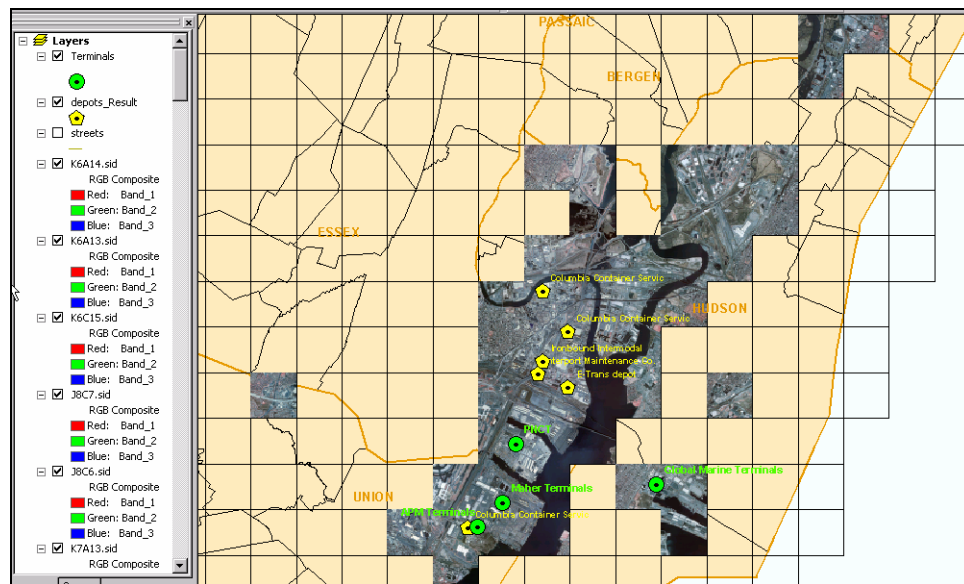 Layers
Terminals
depots_Result
streets
K6A14.sid
RGB Composite
Red: Band_1
Green: Band_2
Blue: Band_3
K6A13.sid
RGB Composite
Red: Band_1
Green: Band_2
Blue: Band_3
K6C15.sid
RGB Composite
Red: Band_1
Green: Band_2
Blue: Band_3
J8C7.sid
RGB Composite
Red: Band_1
Green: Band_2
Blue: Band_3
J8C6.sid
RGB Composite
Red: Band_1
Green: Band_2
Blue: Band_3
K7A13.sid
RGB Composite
PASSAIC
BERGEN
ESSEX
Columbia Container Servic
HUDSON
Columbia Container Servic
Ironbound Intermodal
Interport Maintenance Co.
E-Trans depot
PNCT
Global Marine Terminals
Maher Terminals
UNION
APM Terminals
Columbia Container Servic